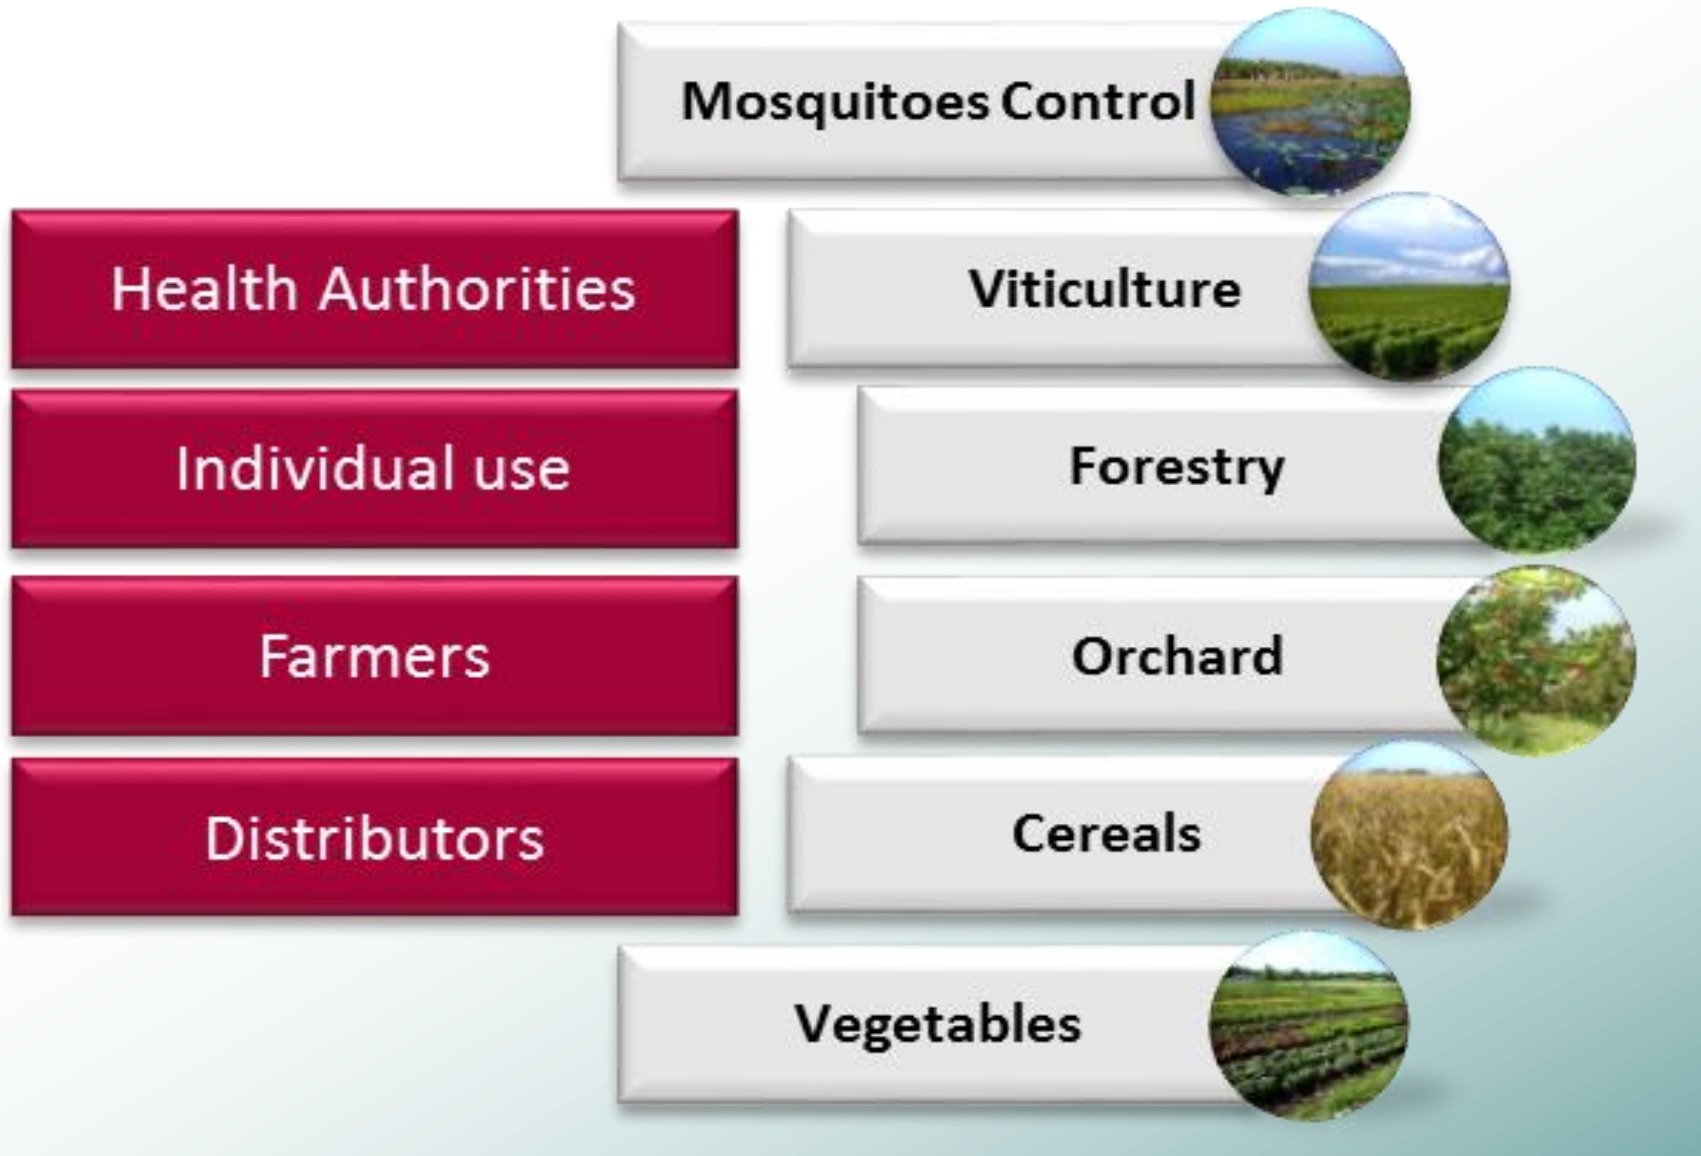 Mosquitoes Control
Health Authorities
Viticulture
Individual use
Forestry
Farmers
Orchard
Distributors
Cereals
Vegetables